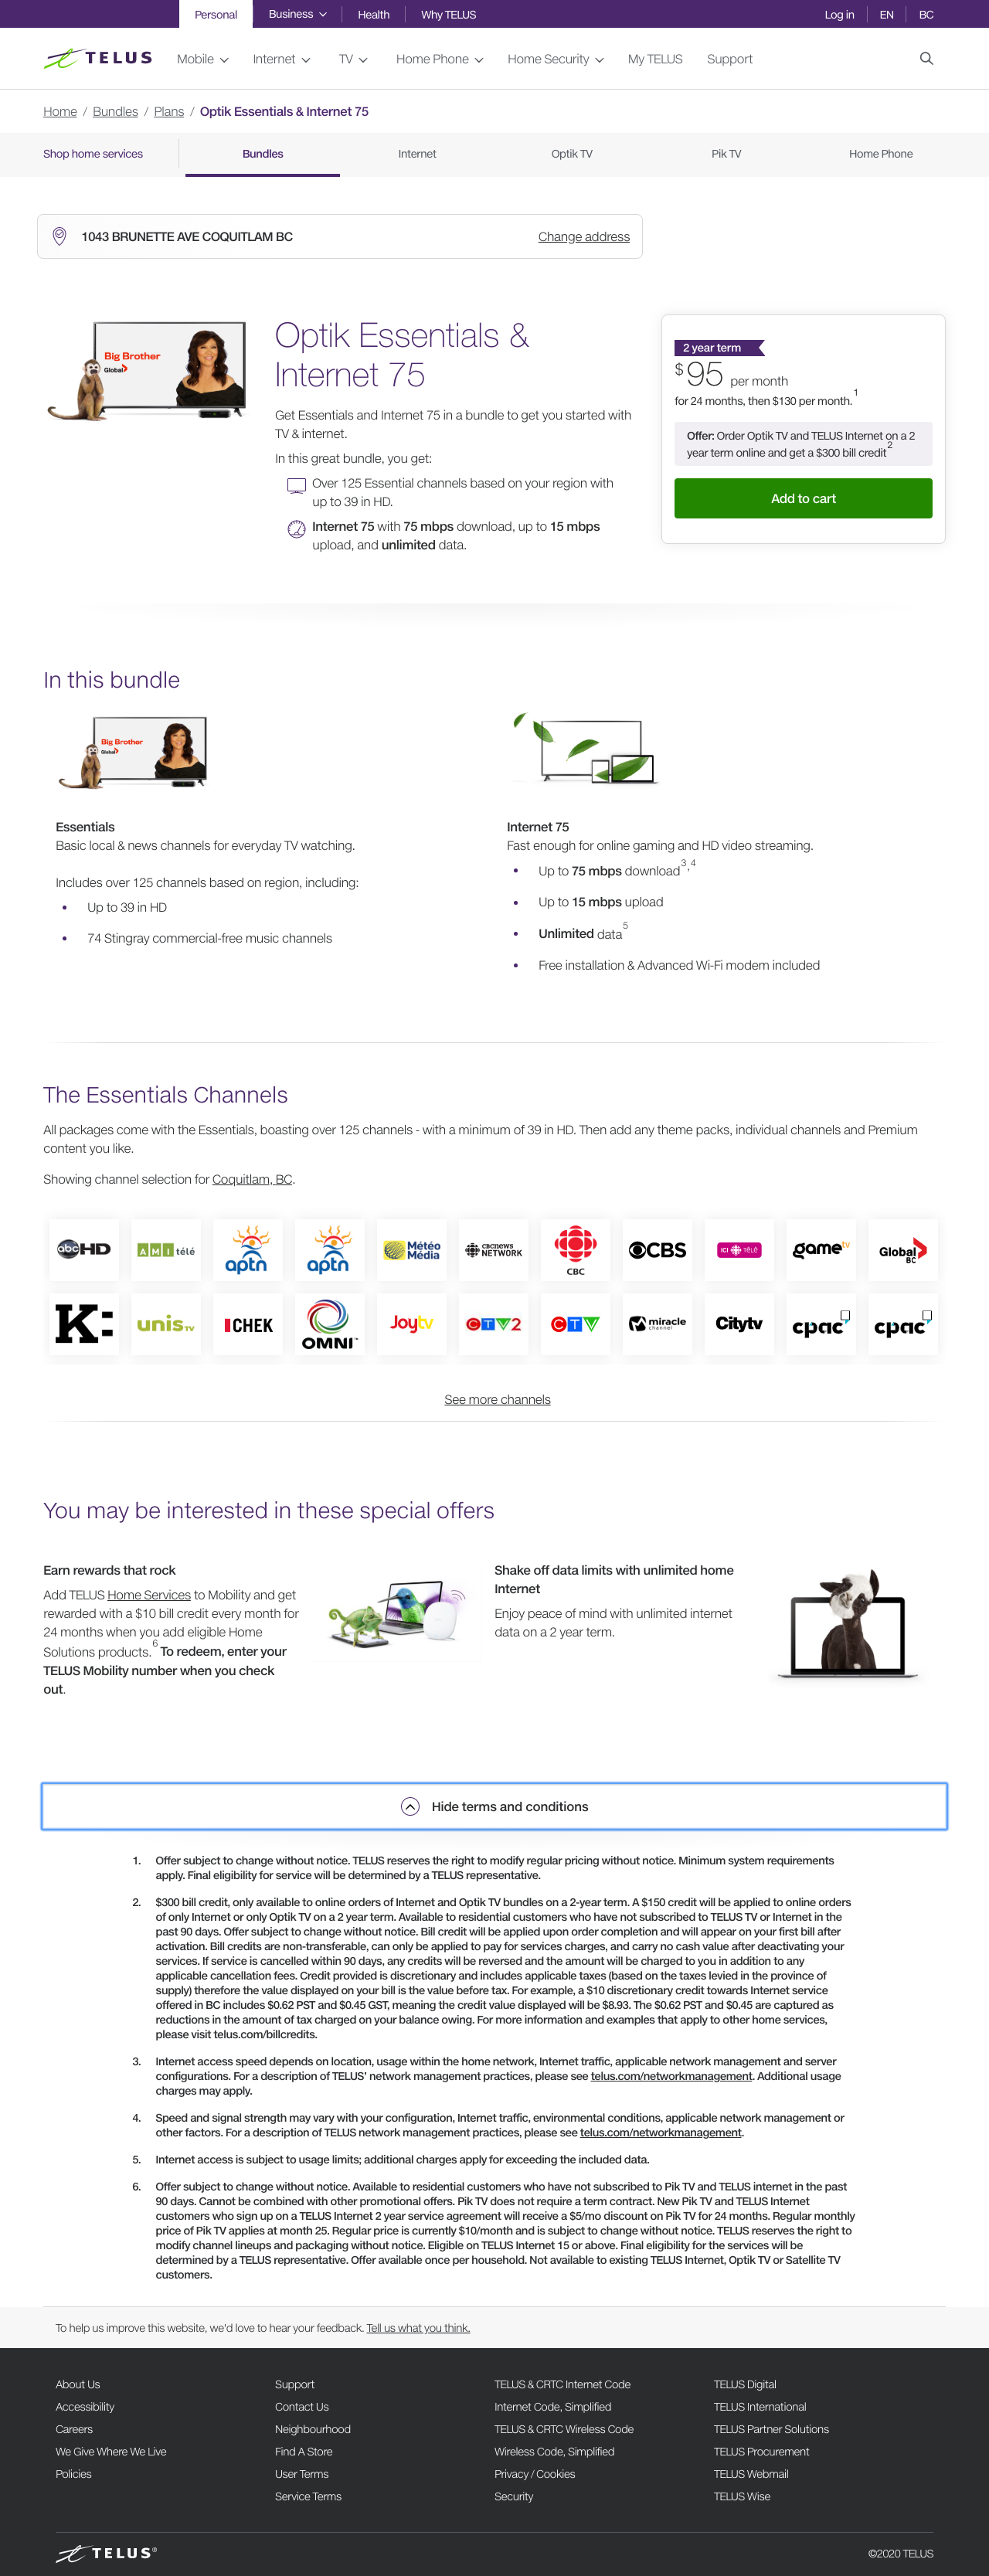 Personal Business Health Why TELUS Log in EN BC
TELUS Mobile Internet TV Home Phone Home Security My TELUS Support
Home / Bundles / Plans / Optik Essentials & Internet 75
Shop home services Bundles Internet Optik TV Pik TV Home Phone
1043 BRUNETTE AVE COQUITLAM BC Change address
Big Brother
Global
Optik Essentials &
Internet 75
Get Essentials and Internet 75 in a bundle to get you started with
TV & internet.
In this great bundle, you get:
Over 125 Essential channels based on your region with
up to 39 in HD.
Internet 75 with 75 mbps download, up to 15 mbps
upload, and unlimited data.
2 year term
$95 per month
for 24 months, then $130 per month.1
Offer: Order Optik TV and TELUS Internet on a 2
year term online and get a $300 bill credit2
Add to cart
In this bundle
Big Brother
Global
Essentials
Basic local & news channels for everyday TV watching.
Includes over 125 channels based on region, including:
• Up to 39 in HD
• 74 Stingray commercial-free music channels
Internet 75
Fast enough for online gaming and HD video streaming.
• Up to 75 mbps download3,4
• Up to 15 mbps upload
• Unlimited data5
• Free installation & Advanced Wi-Fi modem included
The Essentials Channels
All packages come with the Essentials, boasting over 125 channels - with a minimum of 39 in HD. Then add any theme packs, individual channels and Premium
content you like.
Showing channel selection for Coquitlam, BC.
abc HD AMI télé aptn aptn Météo Média cbcnews NETWORK CBC CBS ICI TÉLÉ gametv Global BC
K: unis TV CHEK OMNI Joytv CTV2 CTV miracle channel Citytv cpac cpac
See more channels
You may be interested in these special offers
Earn rewards that rock
Add TELUS Home Services to Mobility and get
rewarded with a $10 bill credit every month for
24 months when you add eligible Home
Solutions products.6 To redeem, enter your
TELUS Mobility number when you check
out.
Shake off data limits with unlimited home
Internet
Enjoy peace of mind with unlimited internet
data on a 2 year term.
Hide terms and conditions
1. Offer subject to change without notice. TELUS reserves the right to modify regular pricing without notice. Minimum system requirements
apply. Final eligibility for service will be determined by a TELUS representative.
2. $300 bill credit, only available to online orders of Internet and Optik TV bundles on a 2-year term. A $150 credit will be applied to online orders
of only Internet or only Optik TV on a 2 year term. Available to residential customers who have not subscribed to TELUS TV or Internet in the
past 90 days. Offer subject to change without notice. Bill credit will be applied upon order completion and will appear on your first bill after
activation. Bill credits are non-transferable, can only be applied to pay for services charges, and carry no cash value after deactivating your
services. If service is cancelled within 90 days, any credits will be reversed and the amount will be charged to you in addition to any
applicable cancellation fees. Credit provided is discretionary and includes applicable taxes (based on the taxes levied in the province of
supply) therefore the value displayed on your bill is the value before tax. For example, a $10 discretionary credit towards Internet service
offered in BC includes $0.62 PST and $0.45 GST, meaning the credit value displayed will be $8.93. The $0.62 PST and $0.45 are captured as
reductions in the amount of tax charged on your balance owing. For more information and examples that apply to other home services,
please visit telus.com/billcredits.
3. Internet access speed depends on location, usage within the home network, Internet traffic, applicable network management and server
configurations. For a description of TELUS' network management practices, please see telus.com/networkmanagement. Additional usage
charges may apply.
4. Speed and signal strength may vary with your configuration, Internet traffic, environmental conditions, applicable network management or
other factors. For a description of TELUS network management practices, please see telus.com/networkmanagement.
5. Internet access is subject to usage limits; additional charges apply for exceeding the included data.
6. Offer subject to change without notice. Available to residential customers who have not subscribed to Pik TV and TELUS internet in the past
90 days. Cannot be combined with other promotional offers. Pik TV does not require a term contract. New Pik TV and TELUS Internet
customers who sign up on a TELUS Internet 2 year service agreement will receive a $5/mo discount on Pik TV for 24 months. Regular monthly
price of Pik TV applies at month 25. Regular price is currently $10/month and is subject to change without notice. TELUS reserves the right to
modify channel lineups and packaging without notice. Eligible on TELUS Internet 15 or above. Final eligibility for the services will be
determined by a TELUS representative. Offer available once per household. Not available to existing TELUS Internet, Optik TV or Satellite TV
customers.
To help us improve this website, we'd love to hear your feedback. Tell us what you think.
About Us Support TELUS & CRTC Internet Code TELUS Digital
Accessibility Contact Us Internet Code, Simplified TELUS International
Careers Neighbourhood TELUS & CRTC Wireless Code TELUS Partner Solutions
We Give Where We Live Find A Store Wireless Code, Simplified TELUS Procurement
Policies User Terms Privacy / Cookies TELUS Webmail
Service Terms Security TELUS Wise
TELUS® ©2020 TELUS